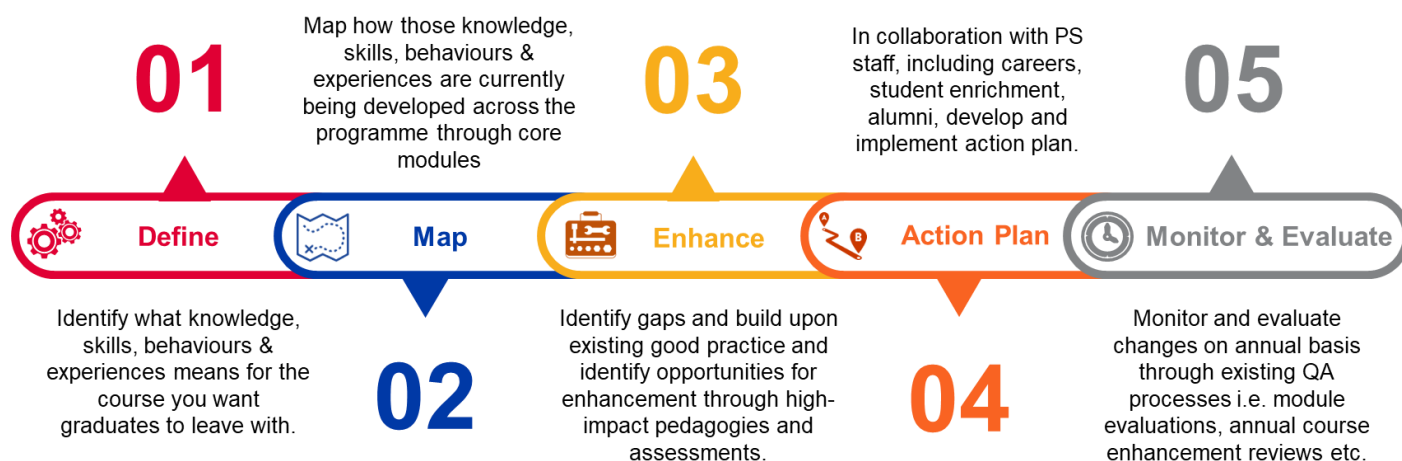 01
Define
Identify what knowledge,
skills, behaviours &
experiences means for the
course you want
graduates to leave with.
Map how those knowledge,
skills, behaviours &
experiences are currently
being developed across the
programme through core
modules
Map
02
03
Enhance
Identify gaps and build upon
existing good practice and
identify opportunities for
enhancement through high-
impact pedagogies and
assessments.
In collaboration with PS
staff, including careers,
student enrichment,
alumni, develop and
implement action plan.
A
B
Action Plan
04
05
Monitor & Evaluate
Monitor and evaluate
changes on annual basis
through existing QA
processes i.e. module
evaluations, annual course
enhancement reviews etc.